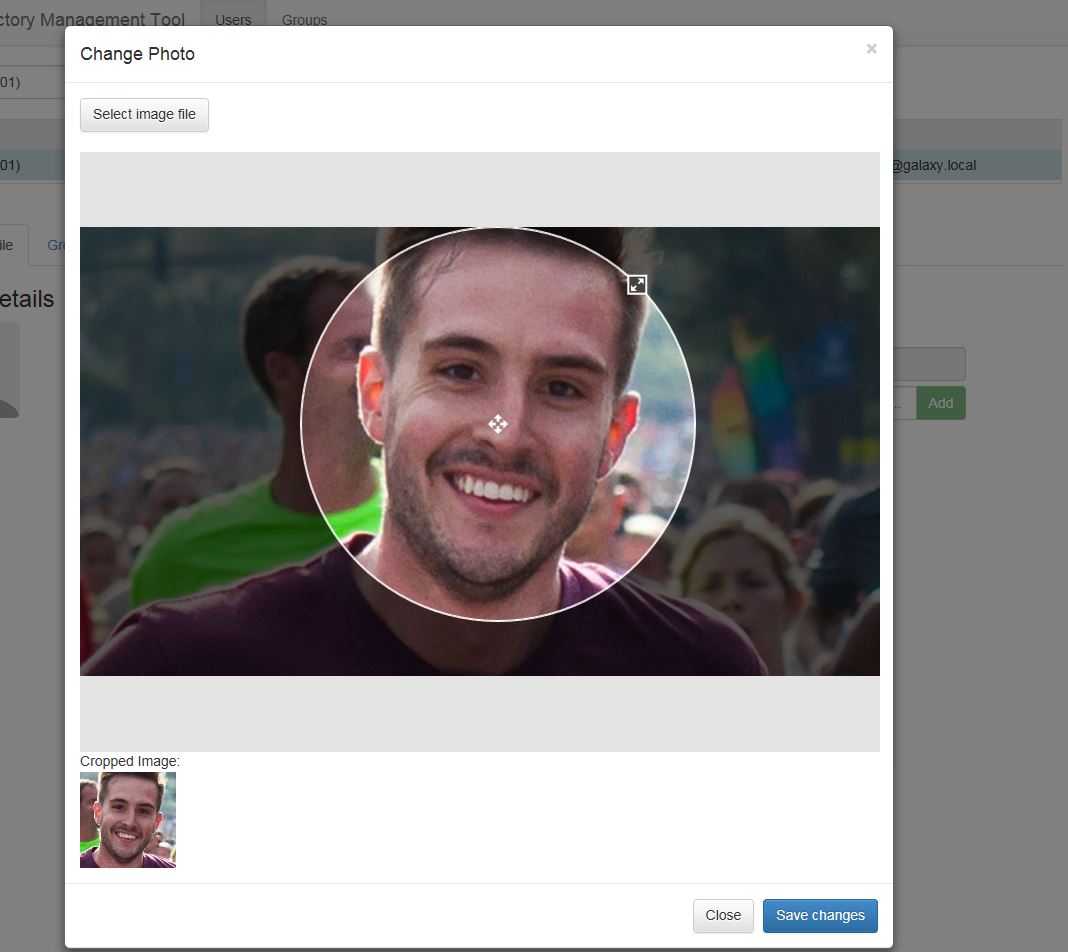 ctory Management Tool Users Groups
Change Photo ×
01)
Select image file
01) @galaxy.local
ile Gr
etails
.. Add
Cropped Image:
Close Save changes